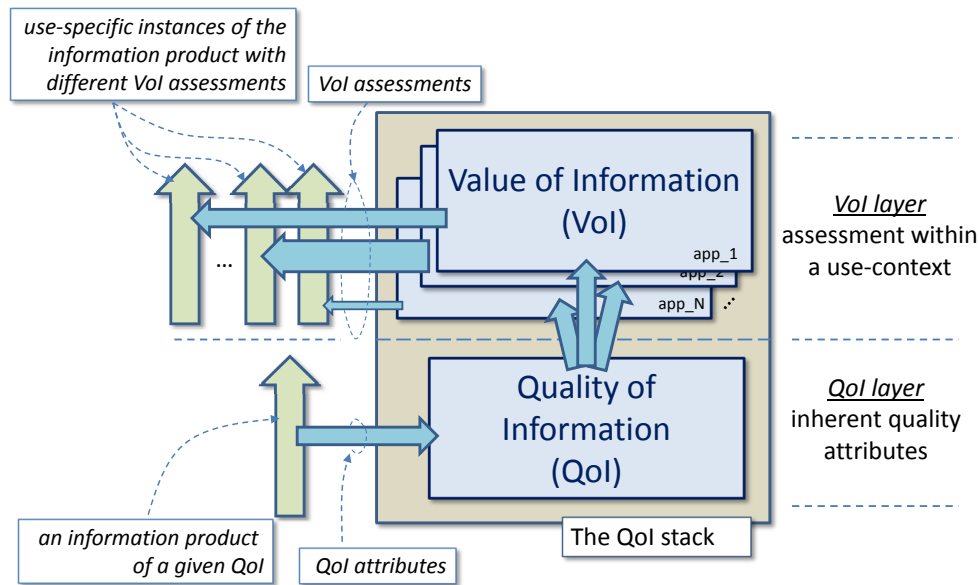 use-specific instances of the
information product with
different VoI assessments
VoI assessments
Value of Information
(VoI)
app_1
app_2
app_N
...
...
VoI layer
assessment within
a use-context
Quality of
Information
(QoI)
QoI layer
inherent quality
attributes
The QoI stack
an information product
of a given QoI
QoI attributes